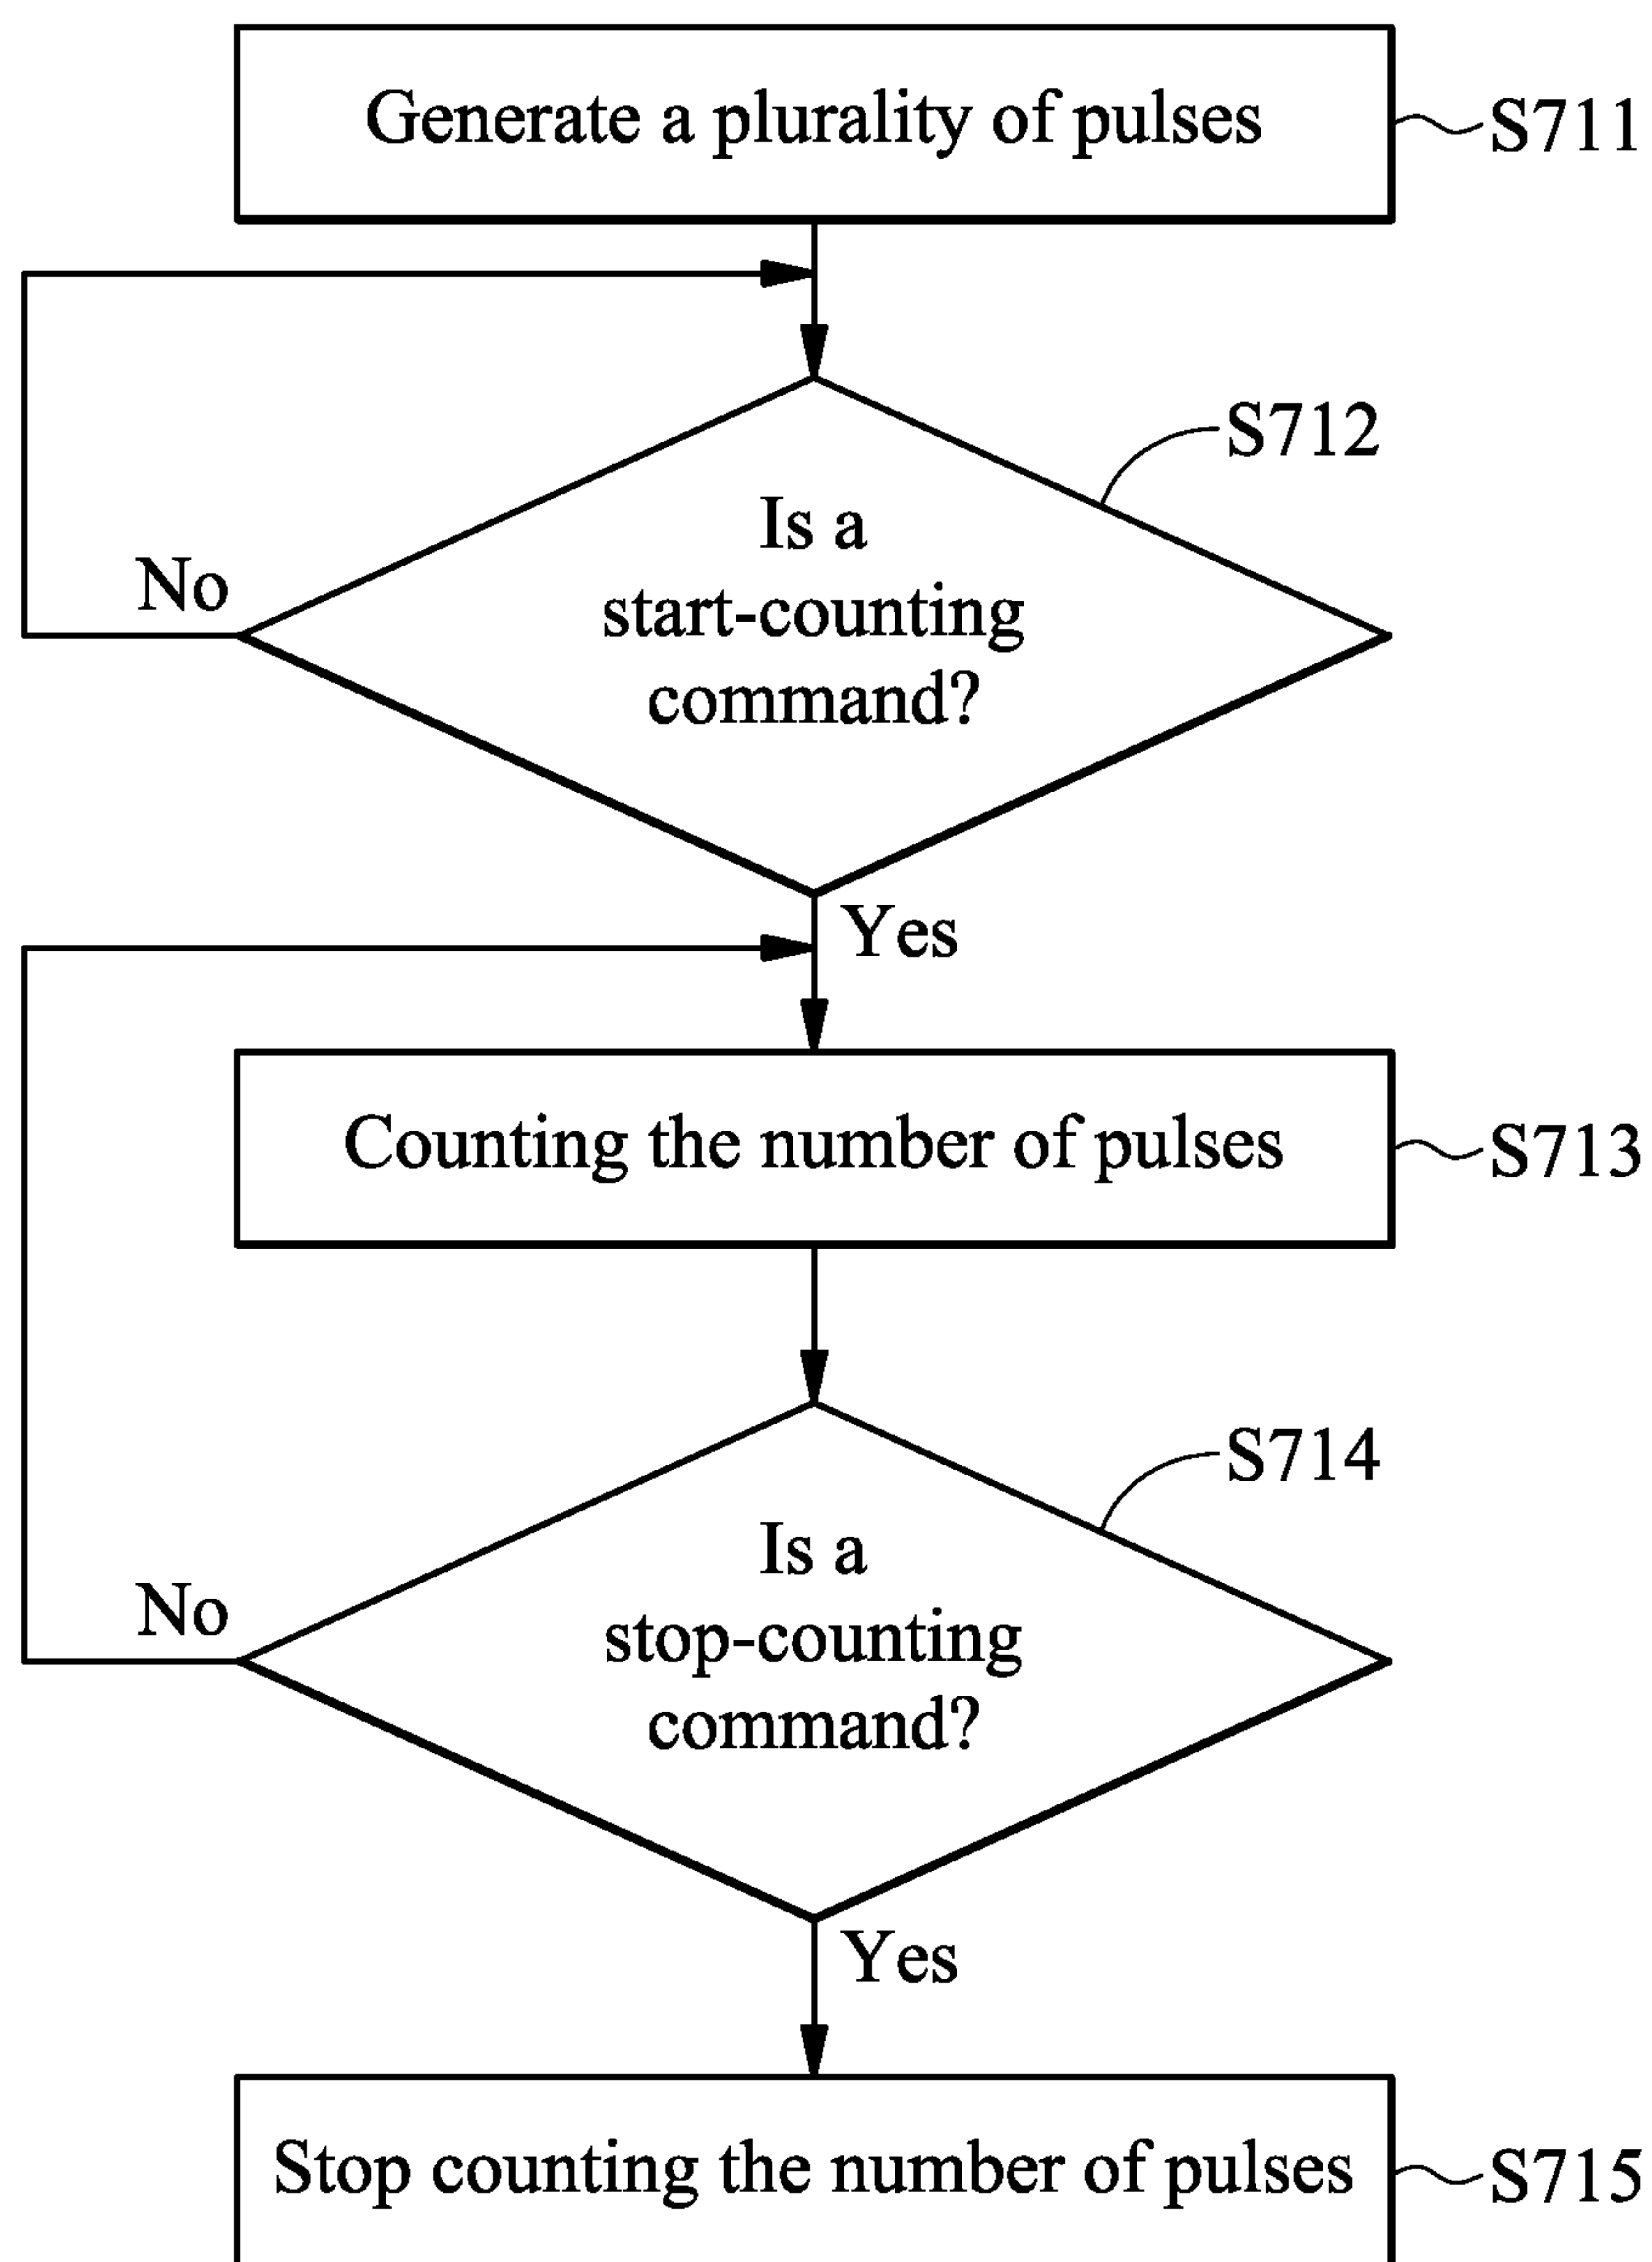 Generate a plurality of pulses
S711
S712
Is a
start-counting
command?
No
Yes
Counting the number of pulses
S713
S714
Is a
stop-counting
command?
No
Yes
Stop counting the number of pulses
S715